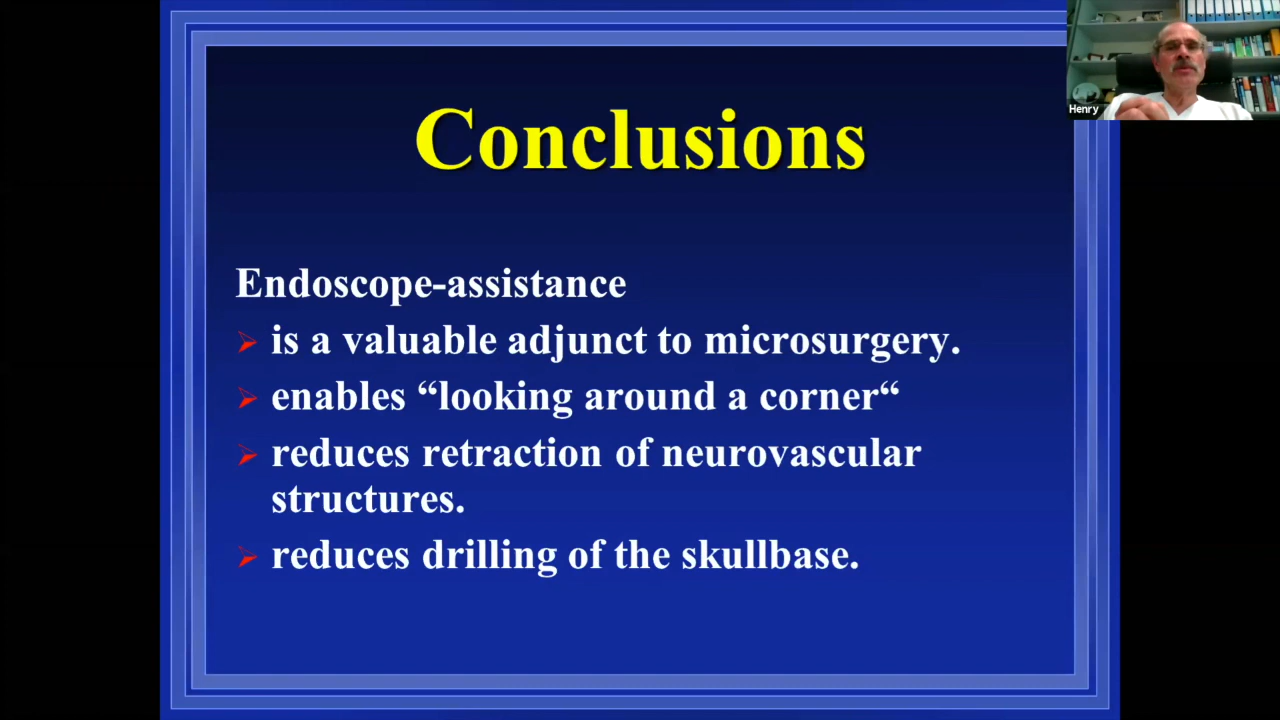 Henry
Conclusions
Endoscope-assistance
is a valuable adjunct to microsurgery.
enables “looking around a corner“
reduces retraction of neurovascular
structures.
reduces drilling of the skullbase.